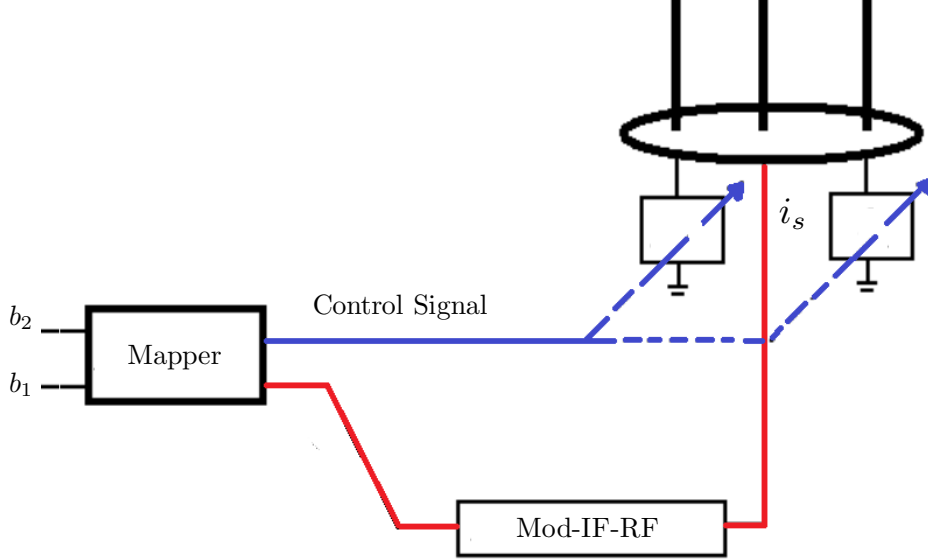 i_s
Control Signal
b_2
Mapper
b_1
Mod-IF-RF